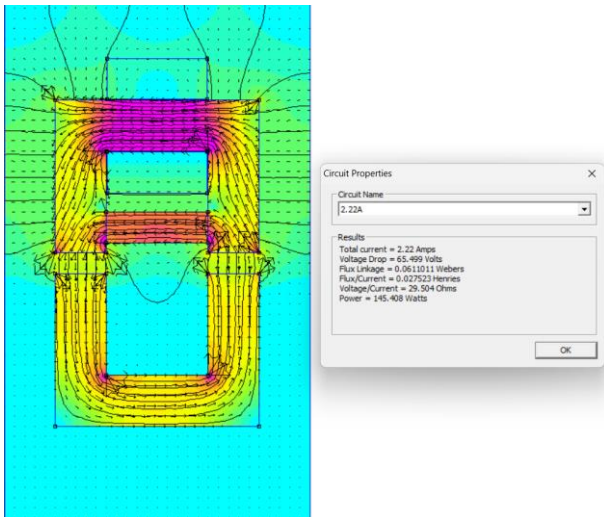 Circuit Properties
Circuit Name
2.22A
Results
Total current = 2.22 Amps
Voltage Drop = 65.499 Volts
Flux Linkage = 0.0611011 Webers
Flux/Current = 0.027523 Henries
Voltage/Current = 29.504 Ohms
Power = 145.408 Watts
OK